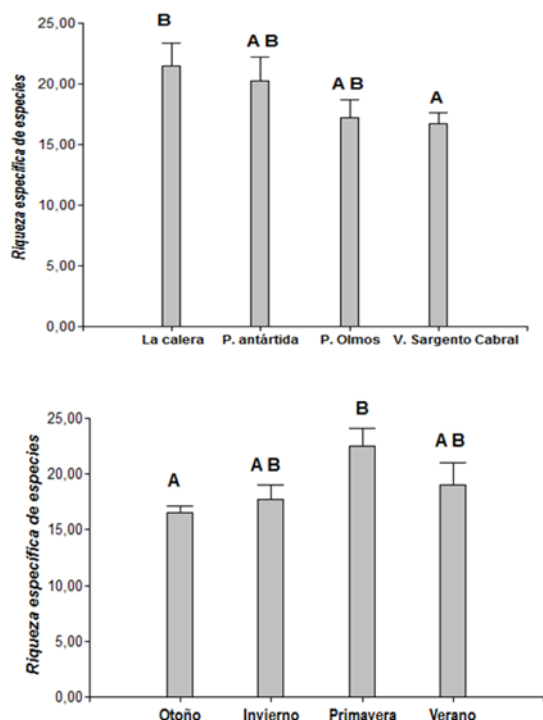 Riqueza específica de especies
25,00
20,00
15,00
10,00
5,00
0,00
B
A B
A B
A
La calera P. antártida P. Olmos V. Sargento Cabral
Riqueza específica de especies
25,00
20,00
15,00
10,00
5,00
0,00
A
A B
B
A B
Otoño Invierno Primavera Verano